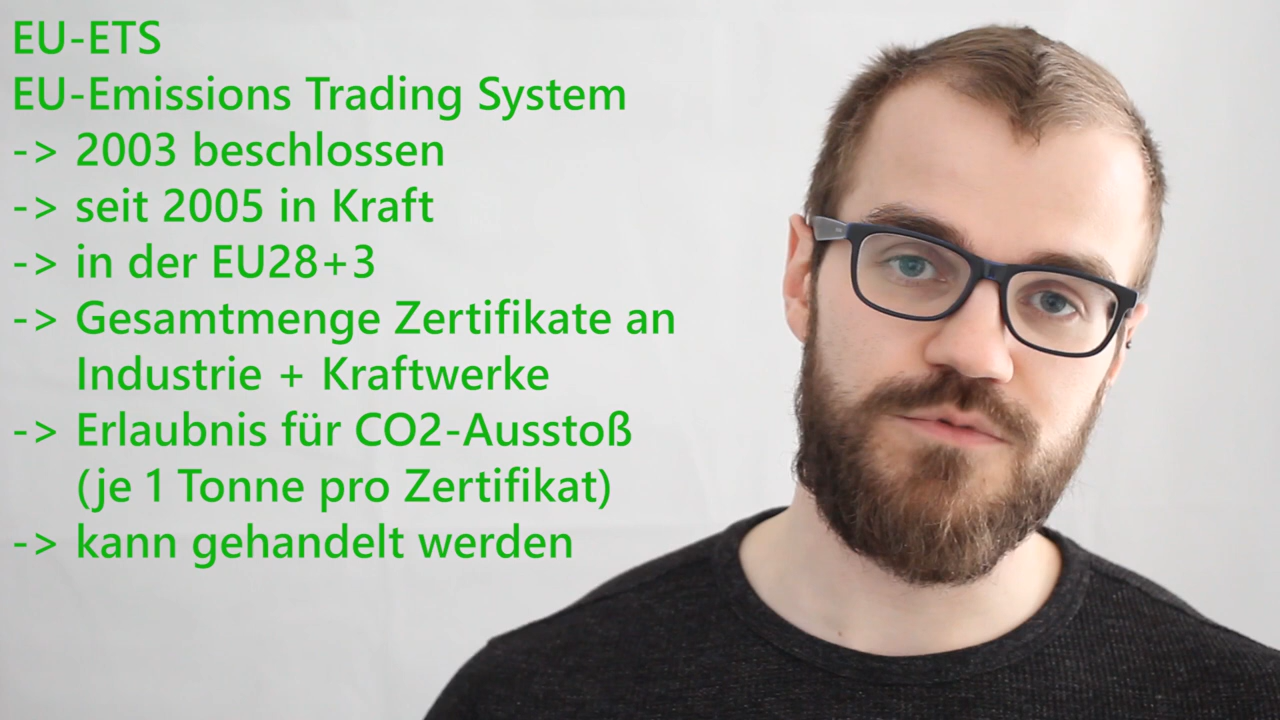 EU-ETS
EU-Emissions Trading System
-> 2003 beschlossen
-> seit 2005 in Kraft
-> in der EU28+3
-> Gesamtmenge Zertifikate an
Industrie + Kraftwerke
-> Erlaubnis für CO2-Ausstoß
(je 1 Tonne pro Zertifikat)
-> kann gehandelt werden